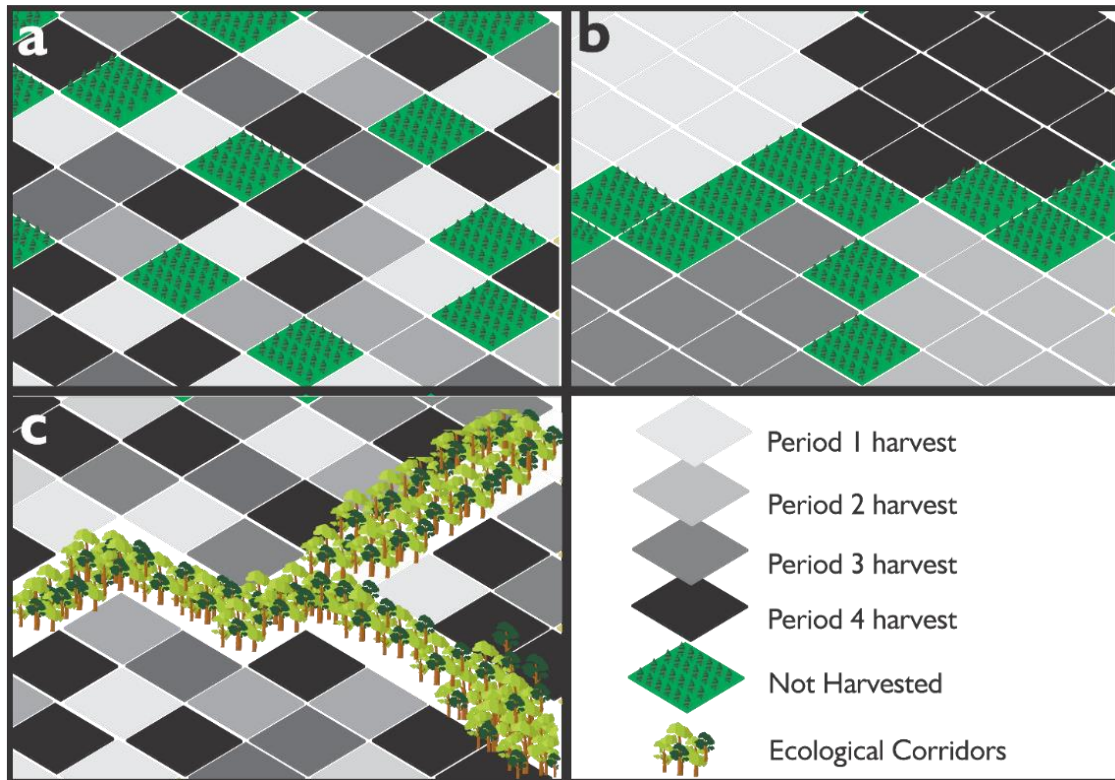 a
b
c
Period 1 harvest
Period 2 harvest
Period 3 harvest
Period 4 harvest
Not Harvested
Ecological Corridors